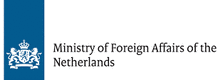 Ministry of Foreign Affairs of the
Netherlands